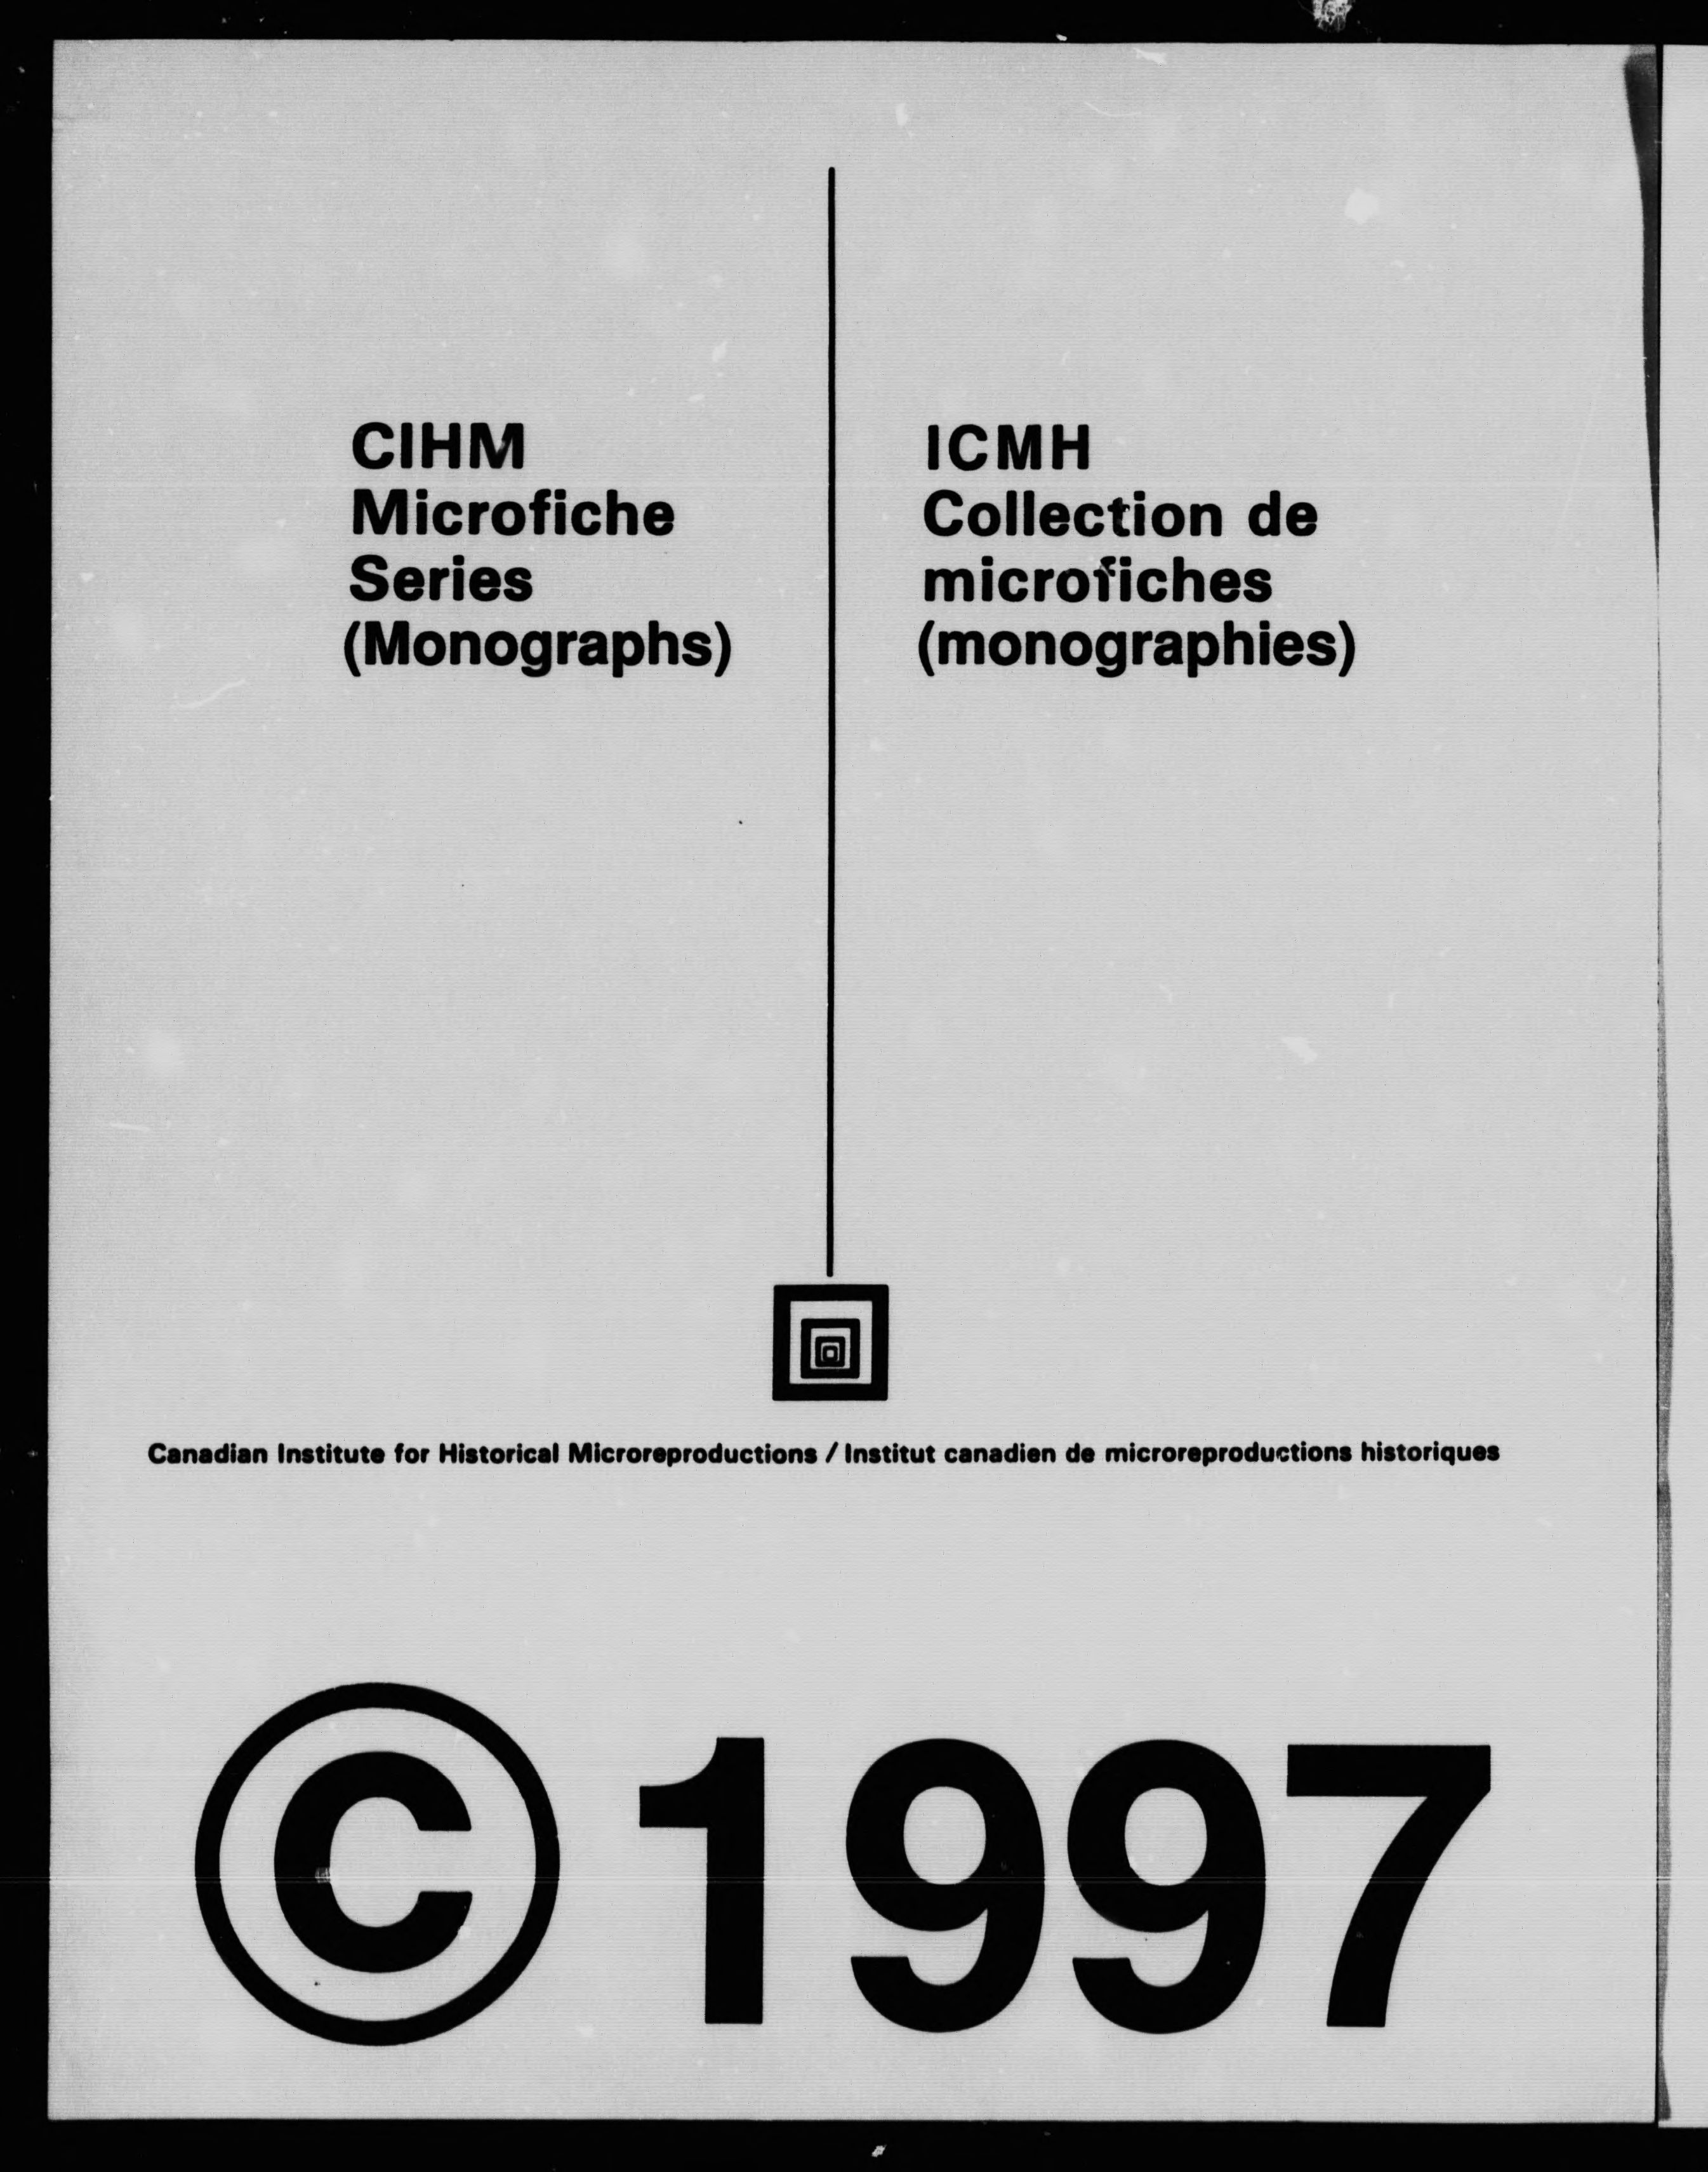 CIHM
Microfiche
Series
(Monographs)
ICMH
Collection de
microfiches
(monographies)
Canadian Institute for Historical Microreproductions / Institut canadien de microreproductions historiques
© 1997